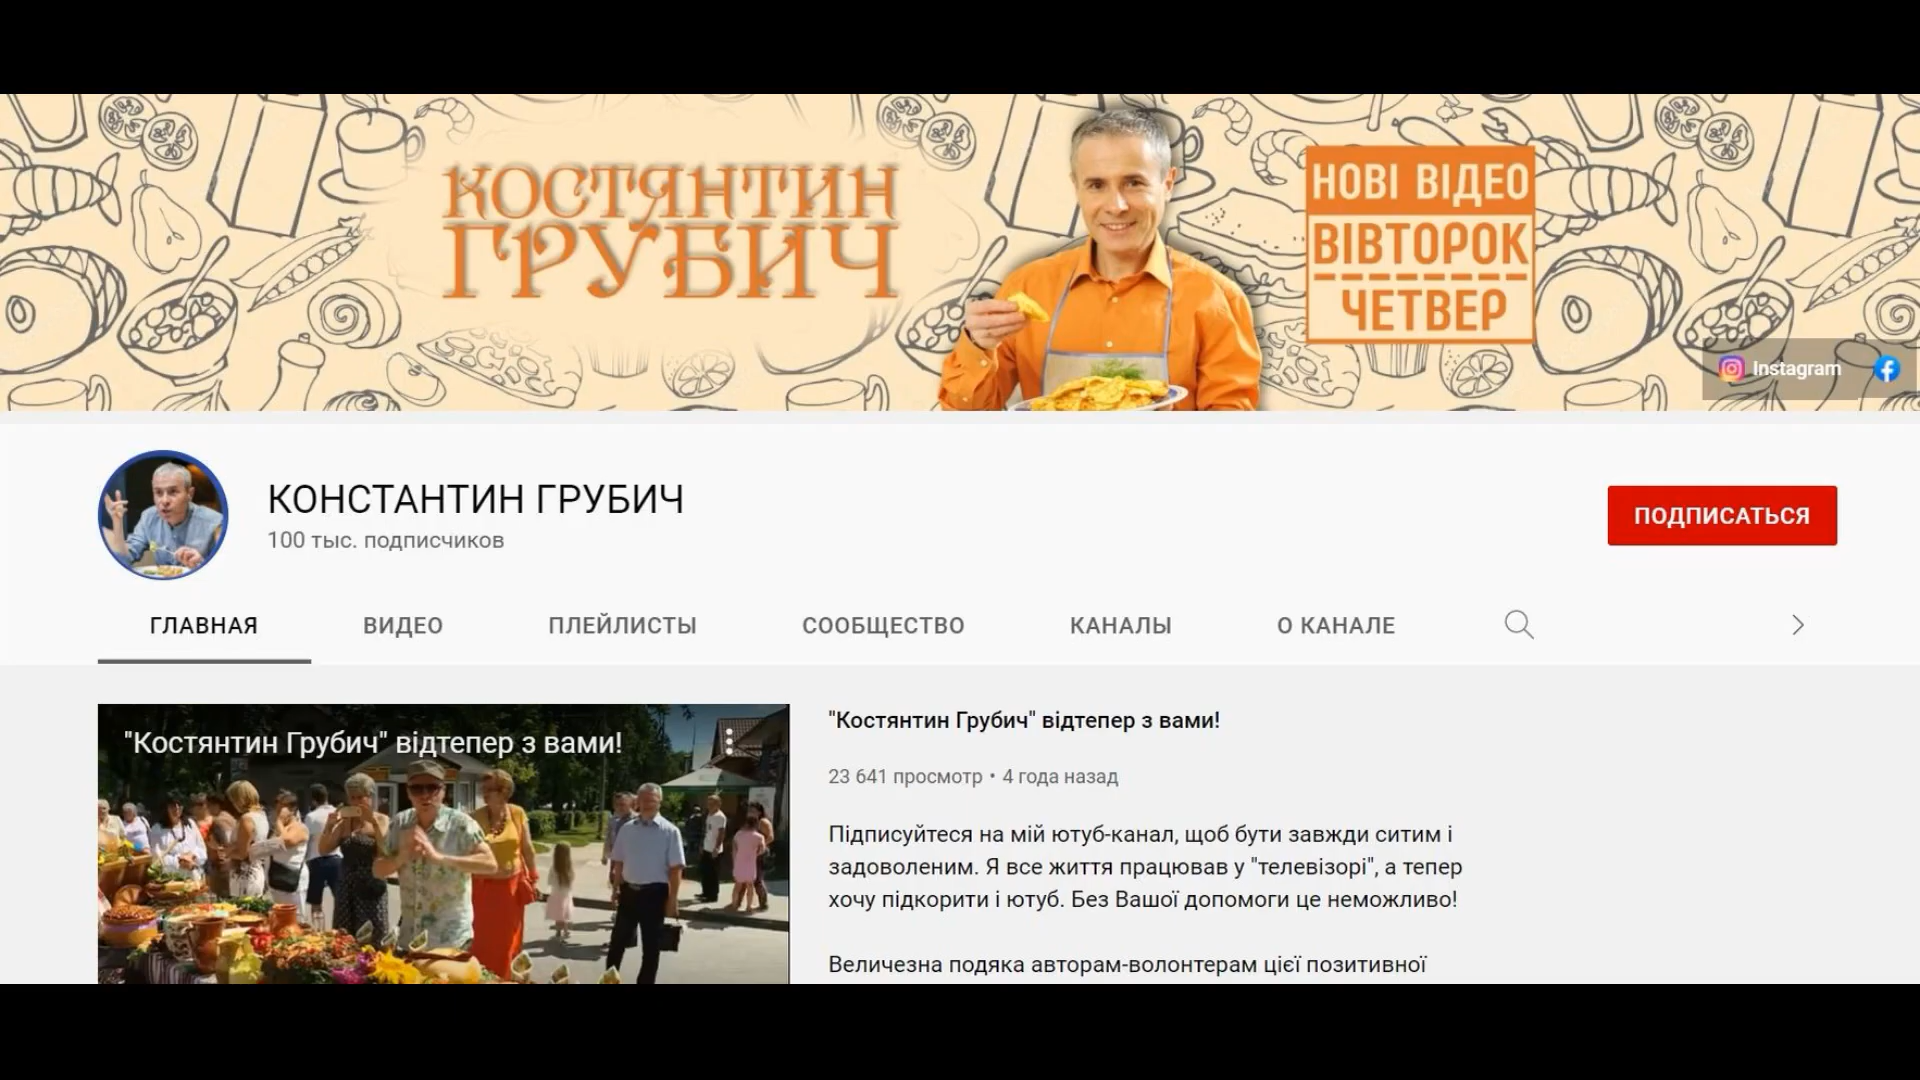 КОСТЯНТИН
ГРУБИЧ
НОВІ ВІДЕО
ВІВТОРОК
ЧЕТВЕР
Instagram
КОНСТАНТИН ГРУБИЧ
100 тыс. подписчиков
ПОДПИСАТЬСЯ
ГЛАВНАЯ ВИДЕО ПЛЕЙЛИСТЫ СООБЩЕСТВО КАНАЛЫ О КАНАЛЕ
"Костянтин Грубич" відтепер з вами!
"Костянтин Грубич" відтепер з вами!
23 641 просмотр • 4 года назад
Підписуйтеся на мій ютуб-канал, щоб бути завжди ситим і
задоволеним. Я все життя працював у "телевізорі", а тепер
хочу підкорити і ютуб. Без Вашої допомоги це неможливо!
Величезна подяка авторам-волонтерам цієї позитивної